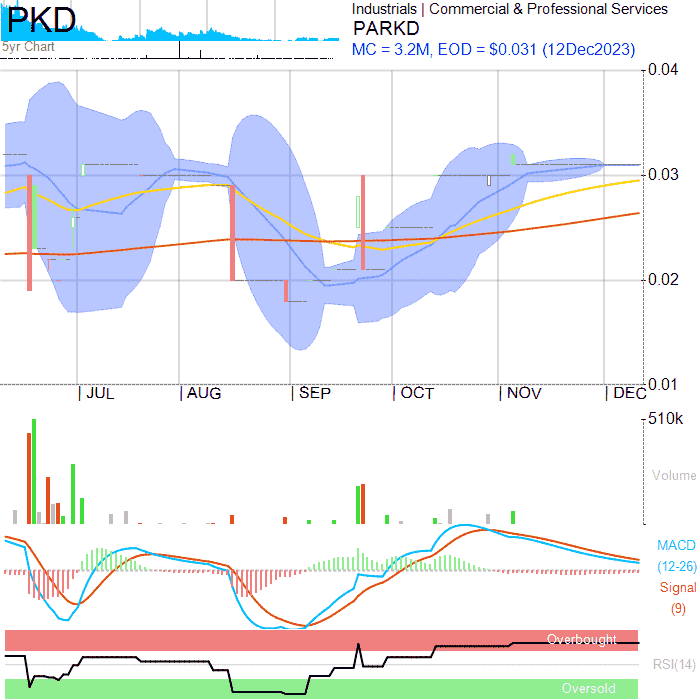 PKD
5yr Chart
Industrials | Commercial & Professional Services
PARKD
MC = 3.2M, EOD = $0.031 (12Dec2023)
0.04
0.03
0.02
0.01
JUL
AUG
SEP
OCT
NOV
DEC
510k
Volume
MACD
(12-26)
Signal
(9)
Overbought
RSI(14)
Oversold